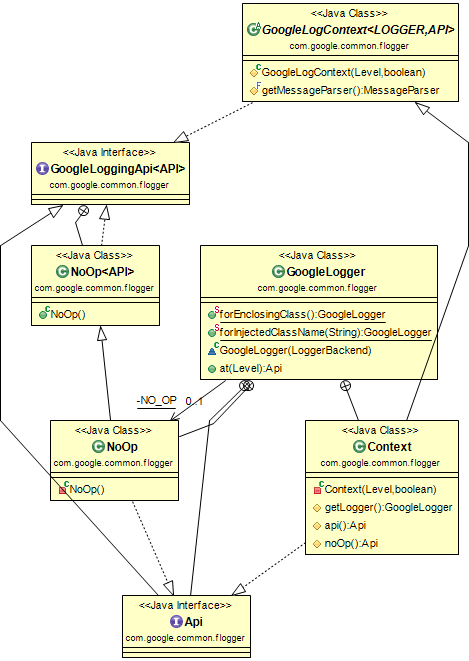 <<Java Class>>
GoogleLogContext<LOGGER,API>
com.google.common.flogger
GoogleLogContext(Level,boolean)
getMessageParser():MessageParser
<<Java Interface>>
GoogleLoggingApi<API>
com.google.common.flogger
<<Java Class>>
NoOp<API>
com.google.common.flogger
NoOp()
<<Java Class>>
GoogleLogger
com.google.common.flogger
forEnclosingClass():GoogleLogger
forInjectedClassName(String):GoogleLogger
GoogleLogger(LoggerBackend)
at(Level):Api
-NO_OP 0..1
<<Java Class>>
NoOp
com.google.common.flogger
NoOp()
<<Java Class>>
Context
com.google.common.flogger
Context(Level,boolean)
getLogger():GoogleLogger
api():Api
noOp():Api
<<Java Interface>>
Api
com.google.common.flogger